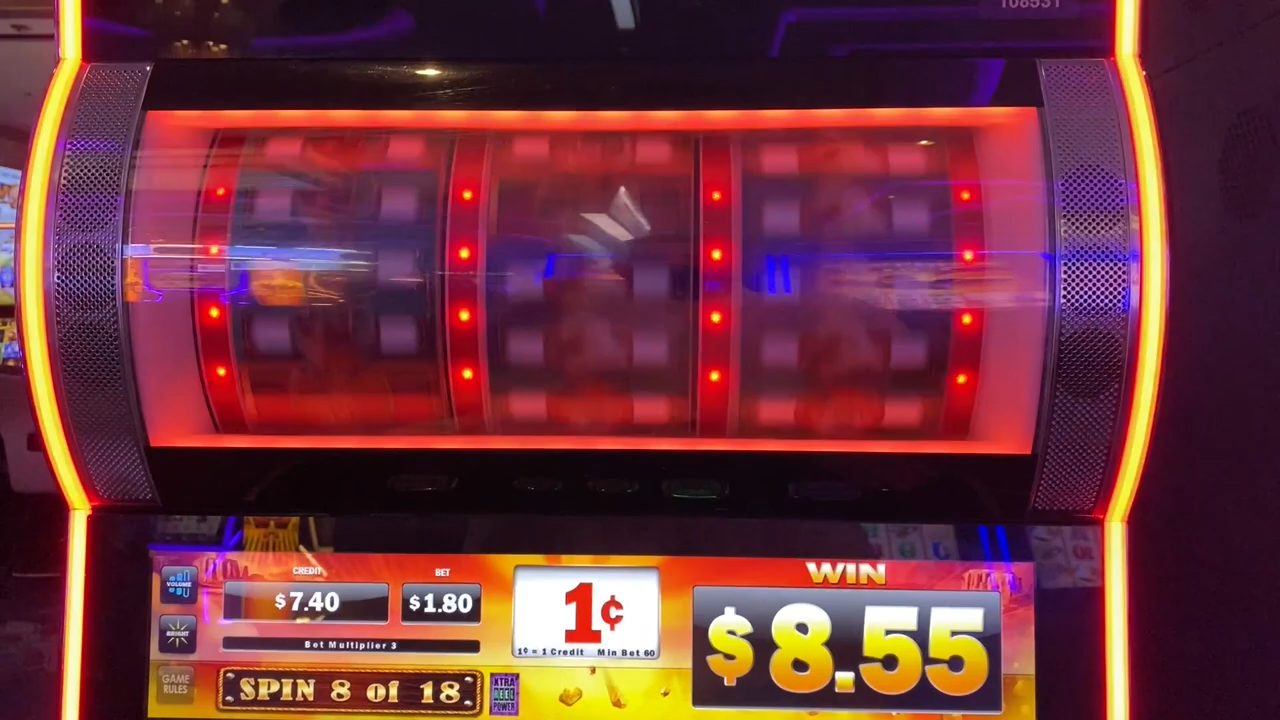 108531
CREDIT
BET
WIN
VOLUME
$7.40
$1.80
1¢
$8.55
BRIGHT
Bet Multiplier 3
1¢ = 1 Credit Min Bet 60
GAME
RULES
SPIN 8 of 18
XTRA
REEL
POWER